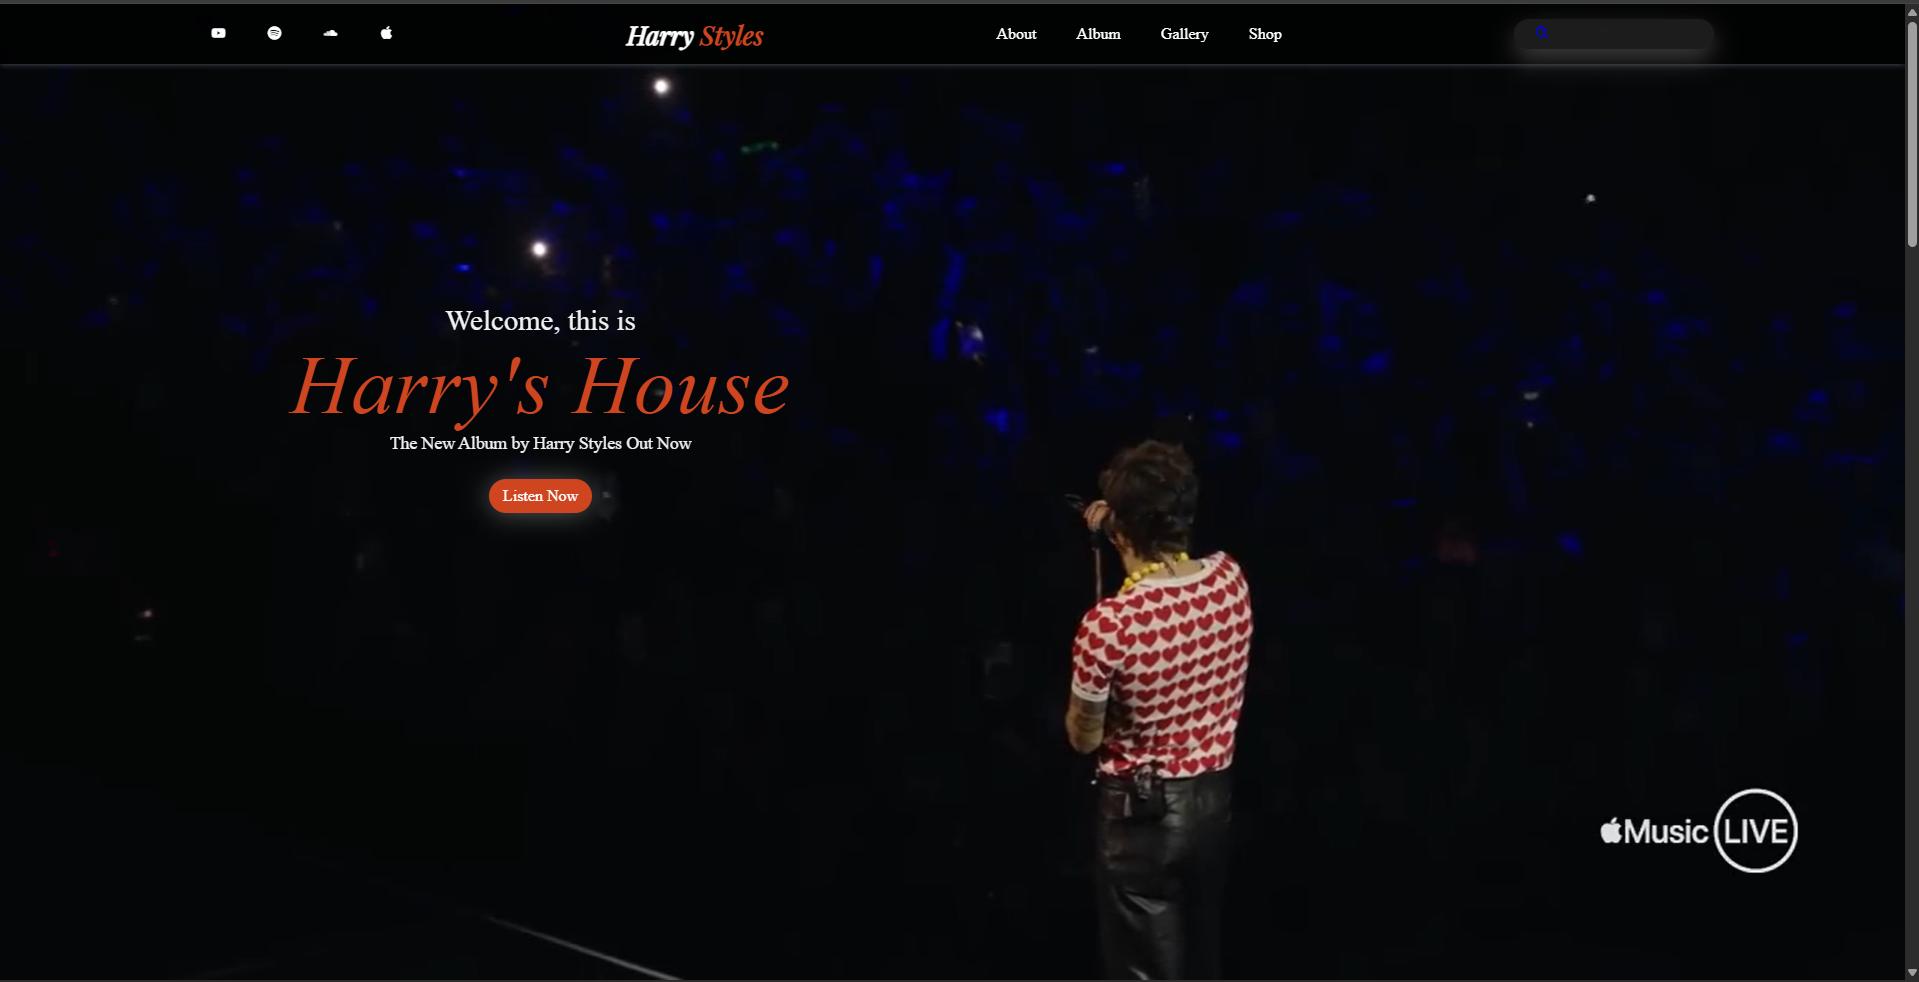 Harry Styles
About
Album
Gallery
Shop
Welcome, this is
Harry's House
The New Album by Harry Styles Out Now
Listen Now
Music LIVE